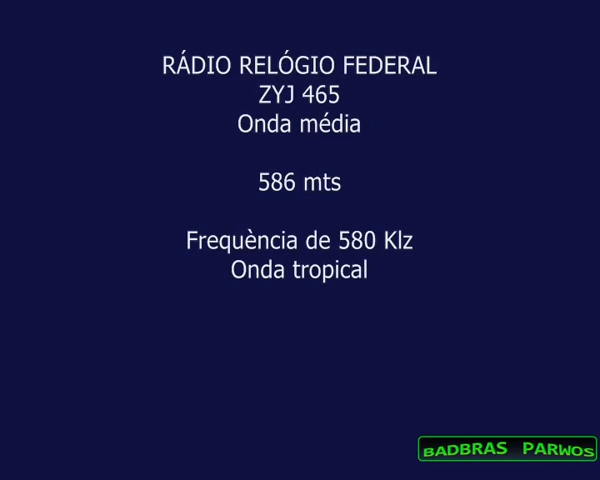 RÁDIO RELÓGIO FEDERAL
ZYJ 465
Onda média
586 mts
Frequència de 580 Klz
Onda tropical
BADBRAS PARWOS